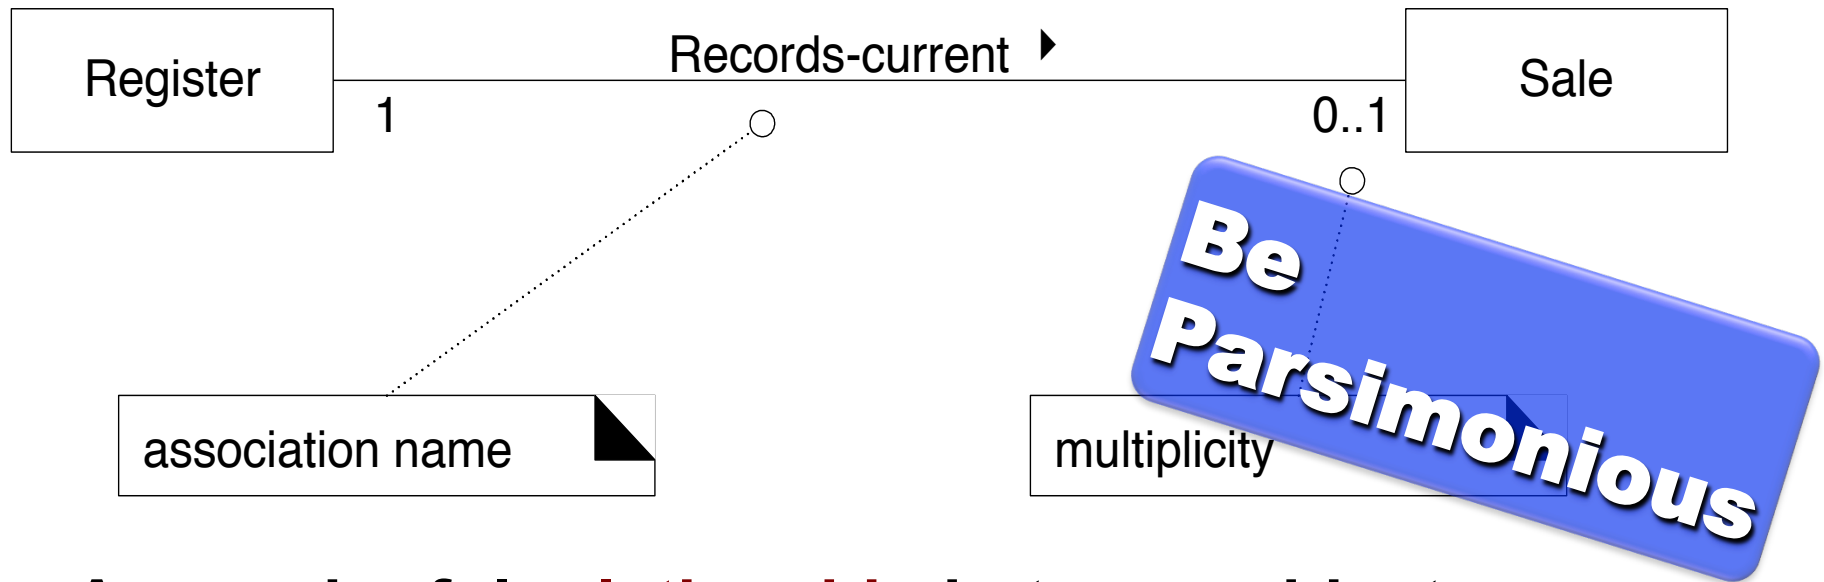 Records-current
Register
Sale
1
0..1
Be
Parsimonious
association name
multiplicity